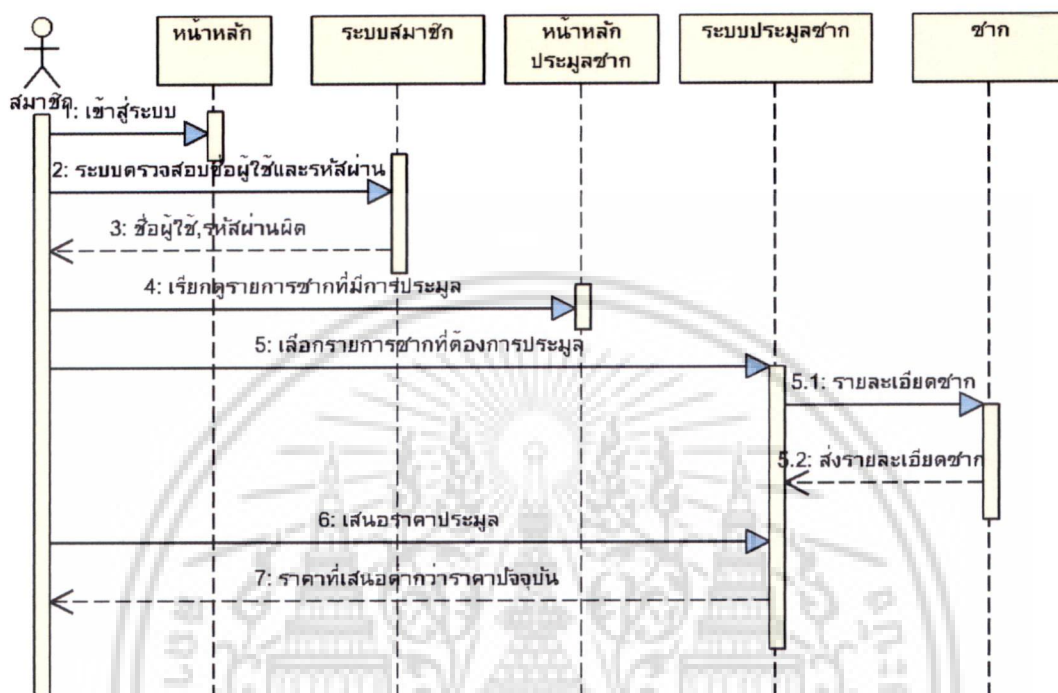 หน้าหลัก
ระบบสมาชิก
หน้าหลัก
ประมูลซาก
ระบบประมูลซาก
ซาก
สมาชิก
1: เข้าสู่ระบบ
2: ระบบตรวจสอบชื่อผู้ใช้และรหัสผ่าน
3: ชื่อผู้ใช้,รหัสผ่านผิด
4: เรียกดูรายการซากที่มีการประมูล
5: เลือกรายการซากที่ต้องการประมูล
5.1: รายละเอียดซาก
5.2: ส่งรายละเอียดซาก
6: เสนอราคาประมูล
7: ราคาที่เสนอต่ำกว่าราคาปัจจุบัน